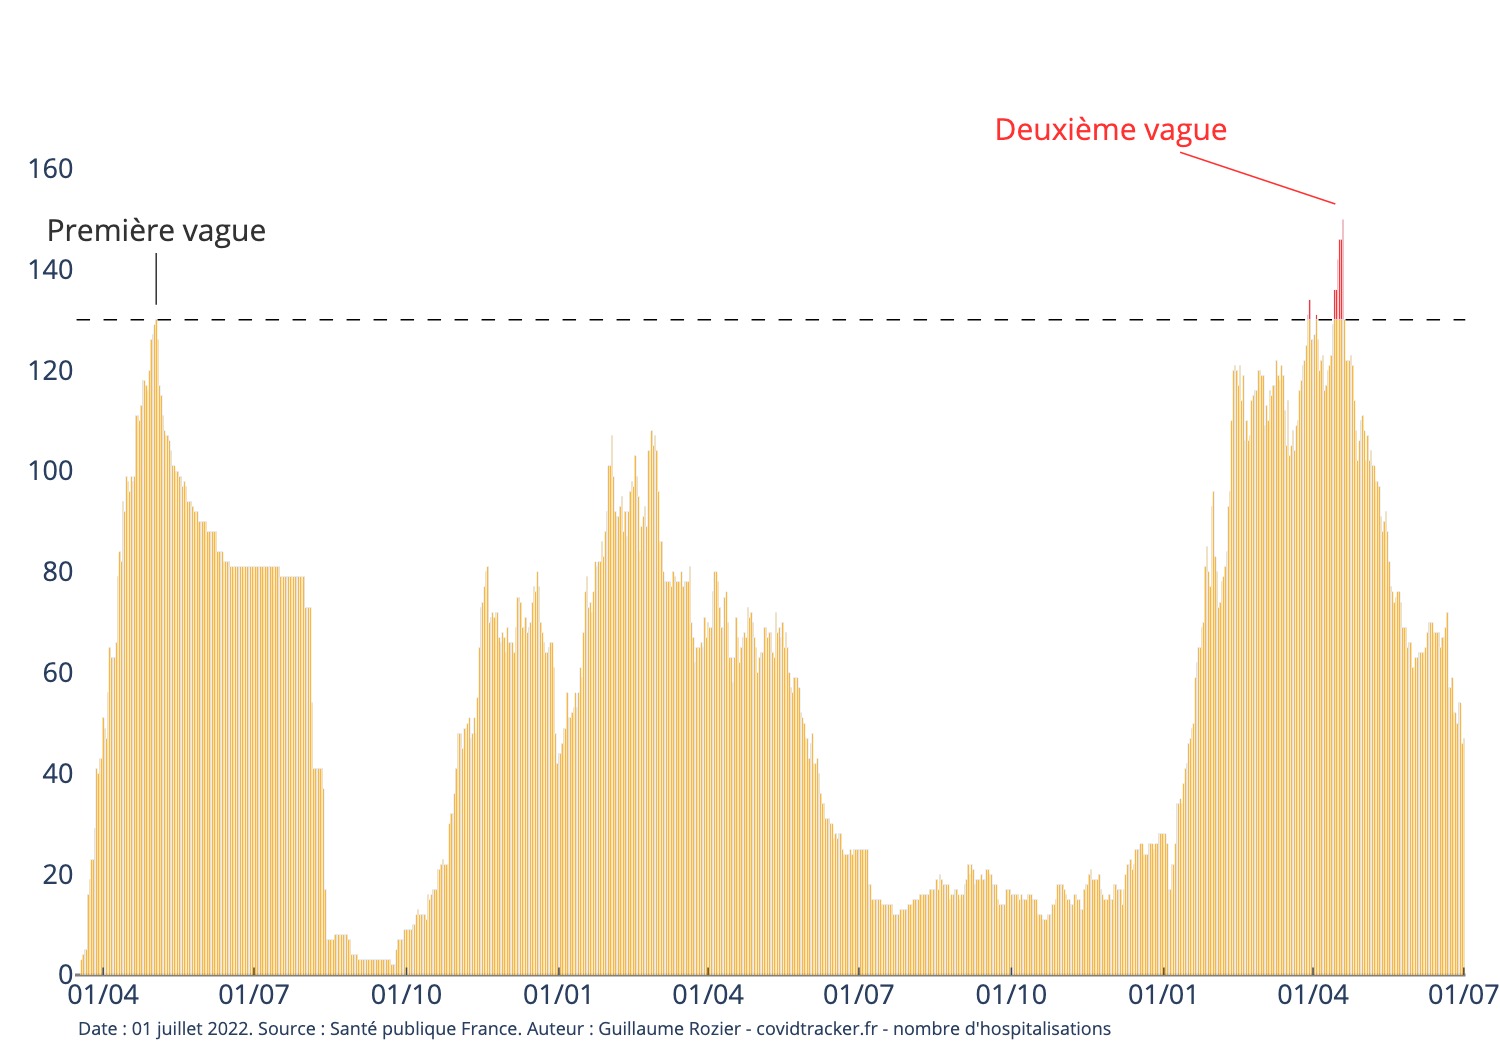 Deuxième vague
160
Première vague
140
120
100
80
60
40
20
0
01/04 01/07 01/10 01/01 01/04 01/07 01/10 01/01 01/04 01/07
Date : 01 juillet 2022. Source : Santé publique France. Auteur : Guillaume Rozier - covidtracker.fr - nombre d'hospitalisations